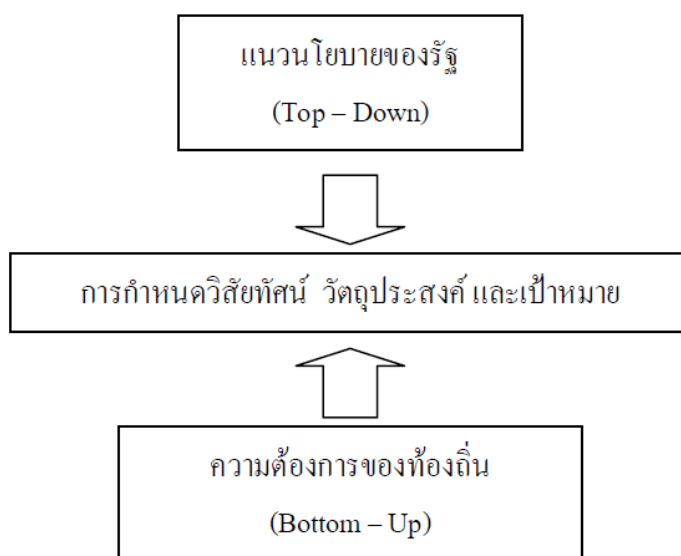 แนวนโยบายของรัฐ
(Top – Down)
การกำหนดวิสัยทัศน์ วัตถุประสงค์ และเป้าหมาย
ความต้องการของท้องถิ่น
(Bottom – Up)